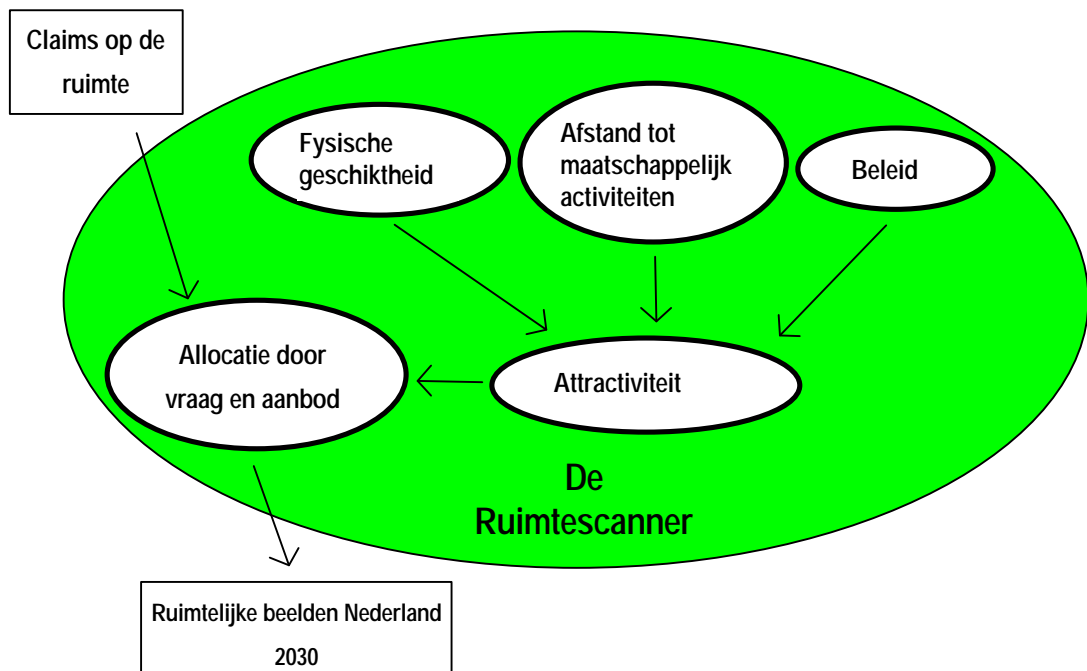 Claims op de
ruimte
Fysische
geschiktheid
Afstand tot
maatschappelijk
activiteiten
Beleid
Allocatie door
vraag en aanbod
Attractiviteit
De
Ruimtescanner
Ruimtelijke beelden Nederland
2030